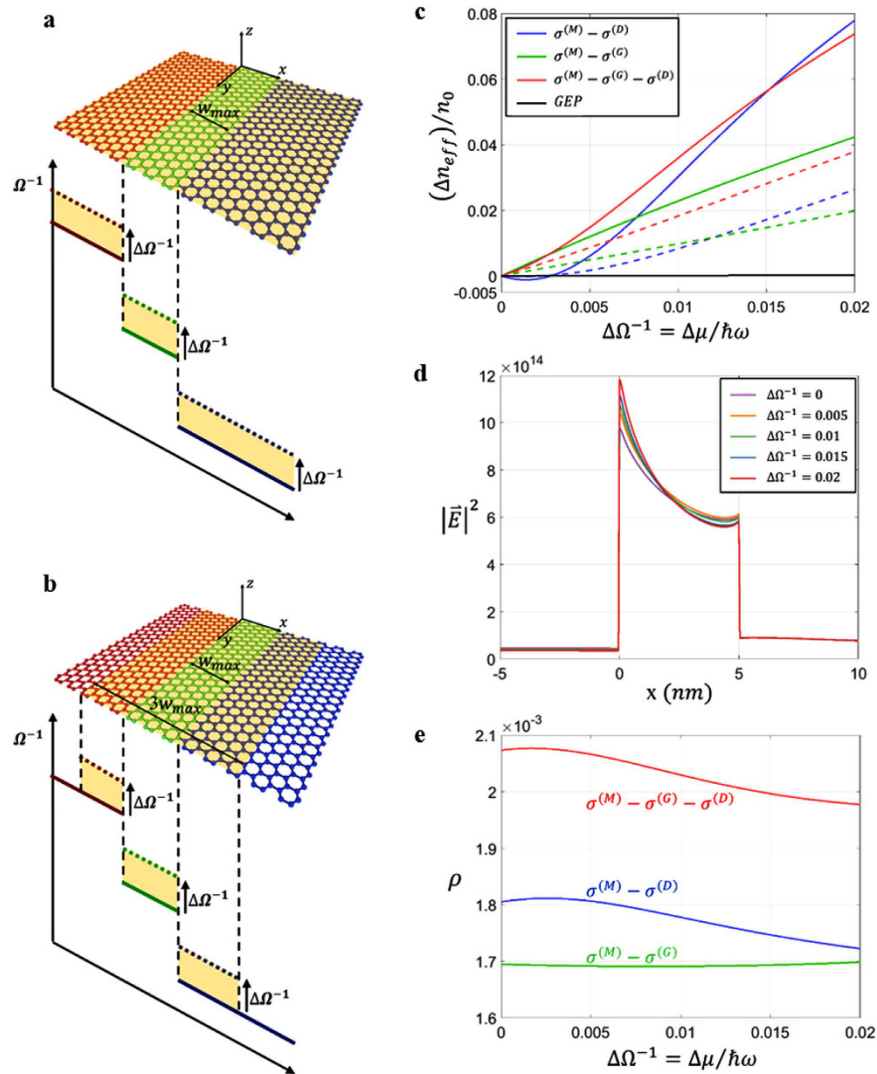 a
z
x
y
w_max
Ω⁻¹
ΔΩ⁻¹
ΔΩ⁻¹
ΔΩ⁻¹
b
z
x
y
w_max
3w_max
Ω⁻¹
ΔΩ⁻¹
ΔΩ⁻¹
ΔΩ⁻¹
c
σ⁽ᴹ⁾ − σ⁽ᴰ⁾
σ⁽ᴹ⁾ − σ⁽ᴳ⁾
σ⁽ᴹ⁾ − σ⁽ᴳ⁾ − σ⁽ᴰ⁾
GEP
(Δn_eff)/n₀
0.08
0.06
0.04
0.02
0
-0.005
0 0.005 0.01 0.015 0.02
ΔΩ⁻¹ = Δμ/ħω
d
×10¹⁴
12
10
8
6
4
2
0
|E⃗|²
ΔΩ⁻¹ = 0
ΔΩ⁻¹ = 0.005
ΔΩ⁻¹ = 0.01
ΔΩ⁻¹ = 0.015
ΔΩ⁻¹ = 0.02
-5 0 5 10
x (nm)
e
×10⁻³
2.1
2
1.9
1.8
1.7
1.6
ρ
σ⁽ᴹ⁾ − σ⁽ᴳ⁾ − σ⁽ᴰ⁾
σ⁽ᴹ⁾ − σ⁽ᴰ⁾
σ⁽ᴹ⁾ − σ⁽ᴳ⁾
0 0.005 0.01 0.015 0.02
ΔΩ⁻¹ = Δμ/ħω